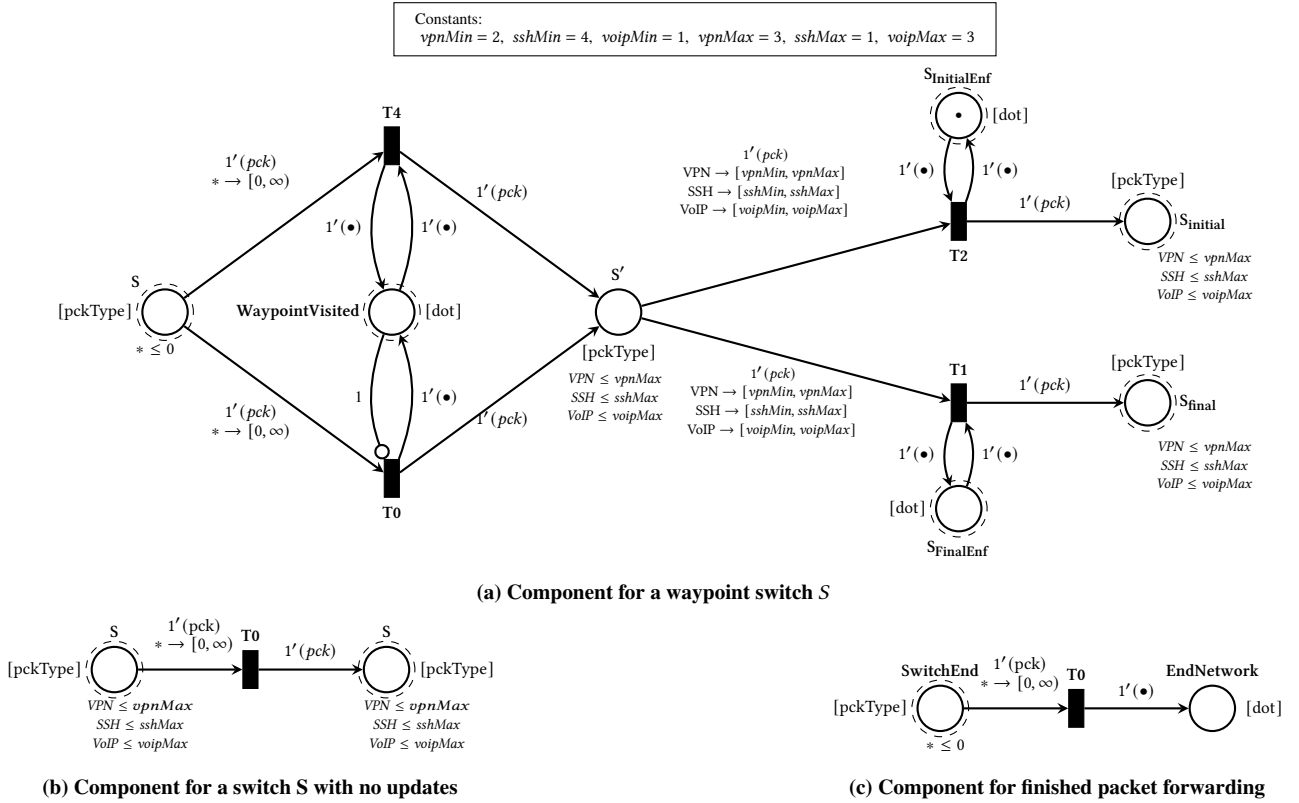 Constants:
vpnMin = 2, sshMin = 4, voipMin = 1, vpnMax = 3, sshMax = 1, voipMax = 3
S_InitialEnf
[dot]
T4
1′(pck)
∗ → [0, ∞)
1′(pck)
1′(•)
1′(•)
1′(pck)
VPN → [vpnMin, vpnMax]
SSH → [sshMin, sshMax]
VoIP → [voipMin, voipMax]
1′(•)
1′(•)
T2
1′(pck)
[pckType]
S_initial
VPN ≤ vpnMax
SSH ≤ sshMax
VoIP ≤ voipMax
S
[pckType]
∗ ≤ 0
WaypointVisited
[dot]
S′
[pckType]
VPN ≤ vpnMax
SSH ≤ sshMax
VoIP ≤ voipMax
1′(pck)
∗ → [0, ∞)
1
1′(•)
1′(pck)
T0
1′(pck)
VPN → [vpnMin, vpnMax]
SSH → [sshMin, sshMax]
VoIP → [voipMin, voipMax]
T1
1′(pck)
1′(•)
1′(•)
[pckType]
S_final
VPN ≤ vpnMax
SSH ≤ sshMax
VoIP ≤ voipMax
[dot]
S_FinalEnf
(a) Component for a waypoint switch S
S
[pckType]
VPN ≤ vpnMax
SSH ≤ sshMax
VoIP ≤ voipMax
1′(pck)
∗ → [0, ∞)
T0
1′(pck)
S
[pckType]
VPN ≤ vpnMax
SSH ≤ sshMax
VoIP ≤ voipMax
(b) Component for a switch S with no updates
SwitchEnd
[pckType]
∗ ≤ 0
1′(pck)
∗ → [0, ∞)
T0
1′(•)
EndNetwork
[dot]
(c) Component for finished packet forwarding